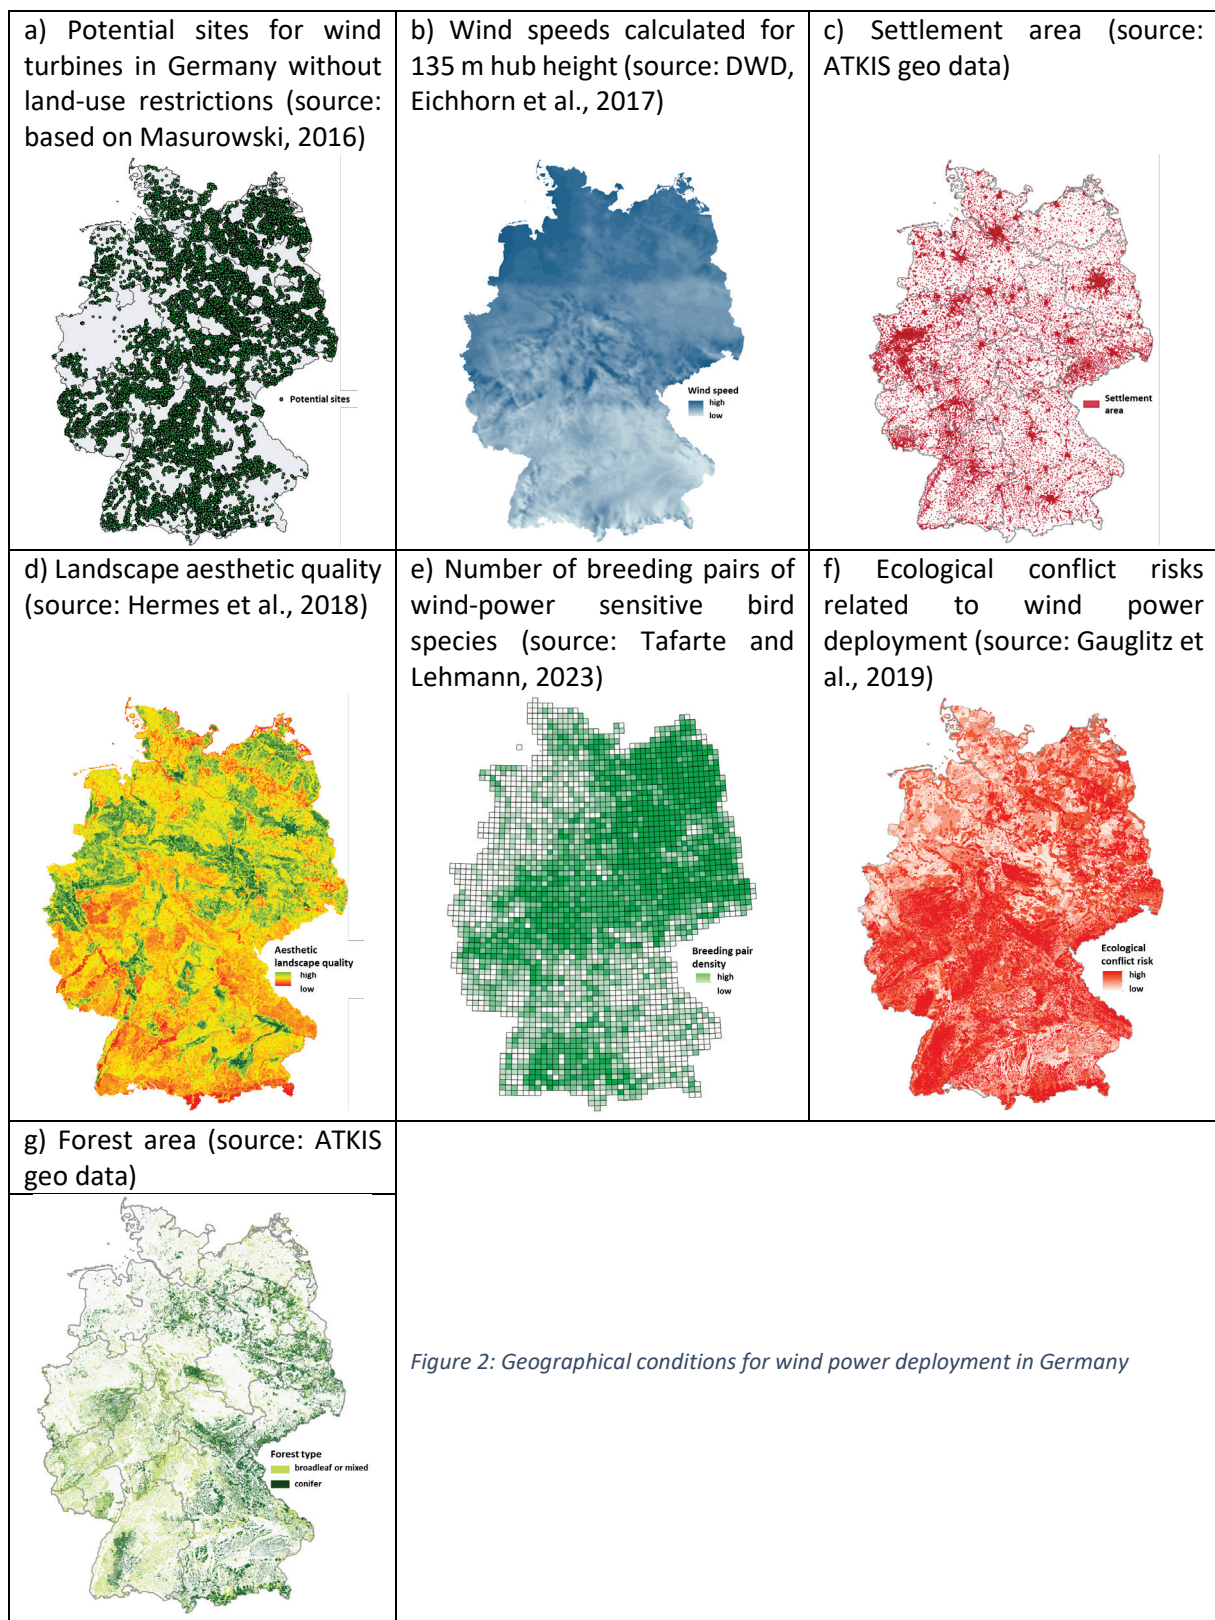 a) Potential sites for wind
turbines in Germany without
land-use restrictions (source:
based on Masurowski, 2016)
Potential sites
b) Wind speeds calculated for
135 m hub height (source: DWD,
Eichhorn et al., 2017)
Wind speed
high
low
c) Settlement area (source:
ATKIS geo data)
Settlement
area
d) Landscape aesthetic quality
(source: Hermes et al., 2018)
Aesthetic
landscape quality
high
low
e) Number of breeding pairs of
wind-power sensitive bird
species (source: Tafarte and
Lehmann, 2023)
Breeding pair
density
high
low
f) Ecological conflict risks
related to wind power
deployment (source: Gauglitz et
al., 2019)
Ecological
conflict risk
high
low
g) Forest area (source: ATKIS
geo data)
Forest type
broadleaf or mixed
conifer
Figure 2: Geographical conditions for wind power deployment in Germany